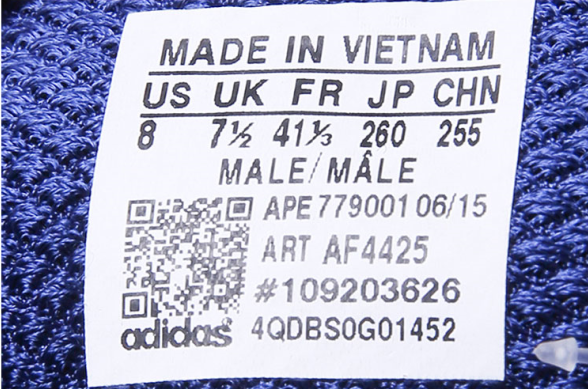 MADE IN VIETNAM
US UK FR JP CHN
8 7½ 41⅓ 260 255
MALE/MÂLE
APE 779001 06/15
ART AF4425
#109203626
adidas® 4QDBS0G01452